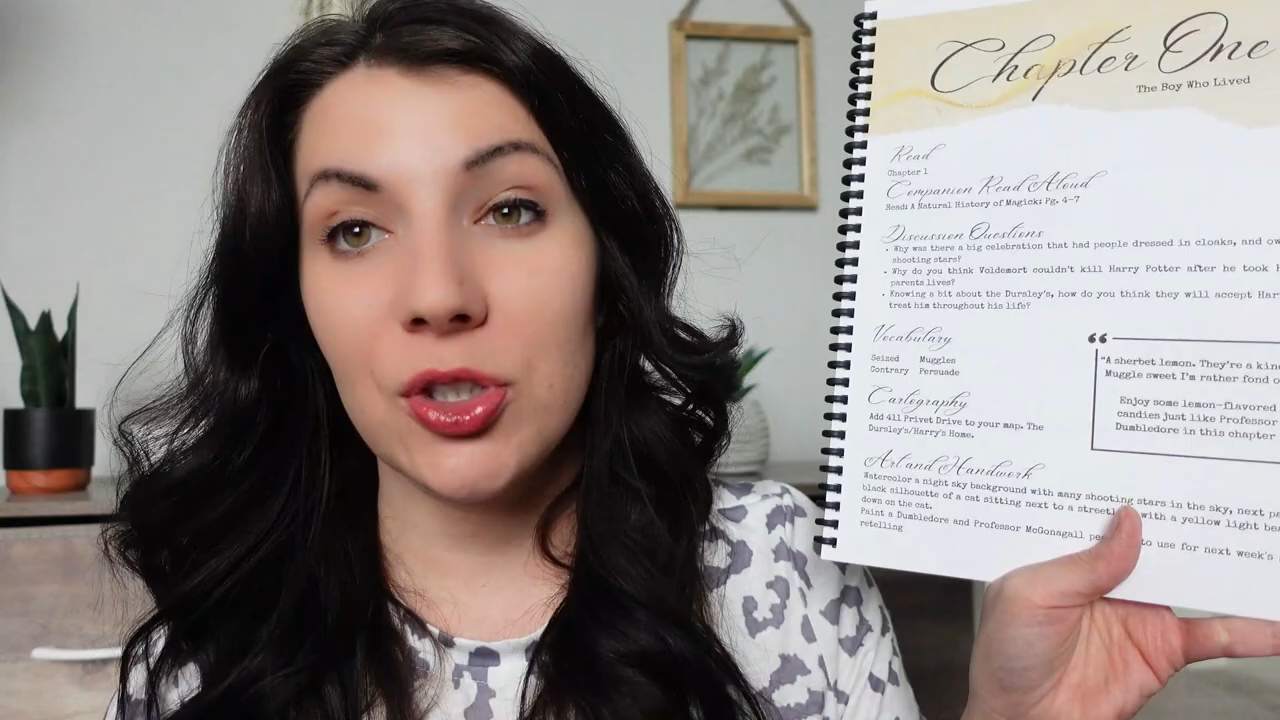 Chapter One
The Boy Who Lived
Read
Chapter 1
Companion Read Aloud
Read: A Natural History of Magick: Pg. 4-7
Discussion Questions
• Why was there a big celebration that had people dressed in cloaks, and
shooting stars?
• Why do you think Voldemort couldn't kill Harry Potter after he took
parents lives?
• Knowing a bit about the Dursley's, how do you think they will accept
treat him throughout his life?
Vocabulary
Seized Muggles
Contrary Persuade
Cartography
Add 4ll Privet Drive to your map. The
Dursley's/Harry's Home.
“
"A sherbet lemon. They're a kind
Muggle sweet I'm rather fond
Enjoy some lemon-flavored
candies just like Professor
Dumbledore in this chapter
Art and Handwork
Watercolor a night sky background with many shooting stars in the sky, next
black silhouette of a cat sitting next to a with a yellow light
down on the cat.
Paint a Dumbledore and Professor McGonagall to use for next week's
retelling